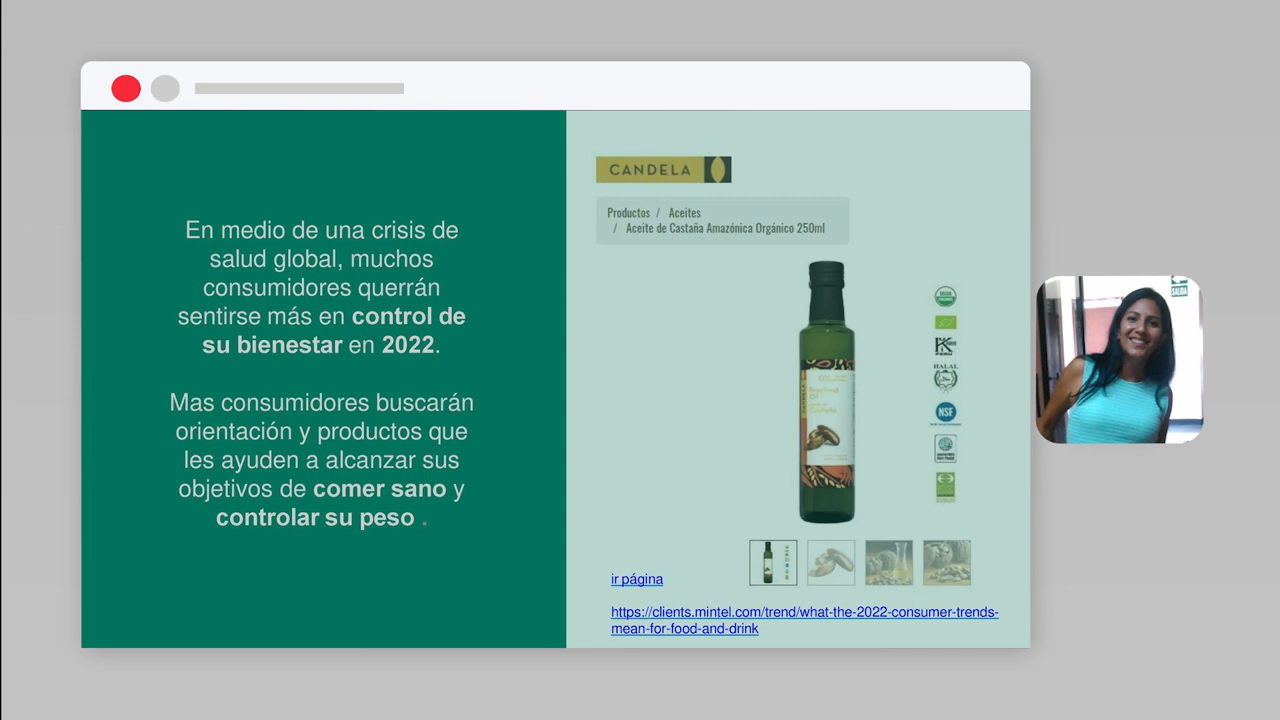 En medio de una crisis de
salud global, muchos
consumidores querrán
sentirse más en control de
su bienestar en 2022.
Mas consumidores buscarán
orientación y productos que
les ayuden a alcanzar sus
objetivos de comer sano y
controlar su peso .
CANDELA
Productos / Aceites
/ Aceite de Castaña Amazónica Orgánico 250ml
HALAL
NSF
ir página
https://clients.mintel.com/trend/what-the-2022-consumer-trends-
mean-for-food-and-drink
SALIDA